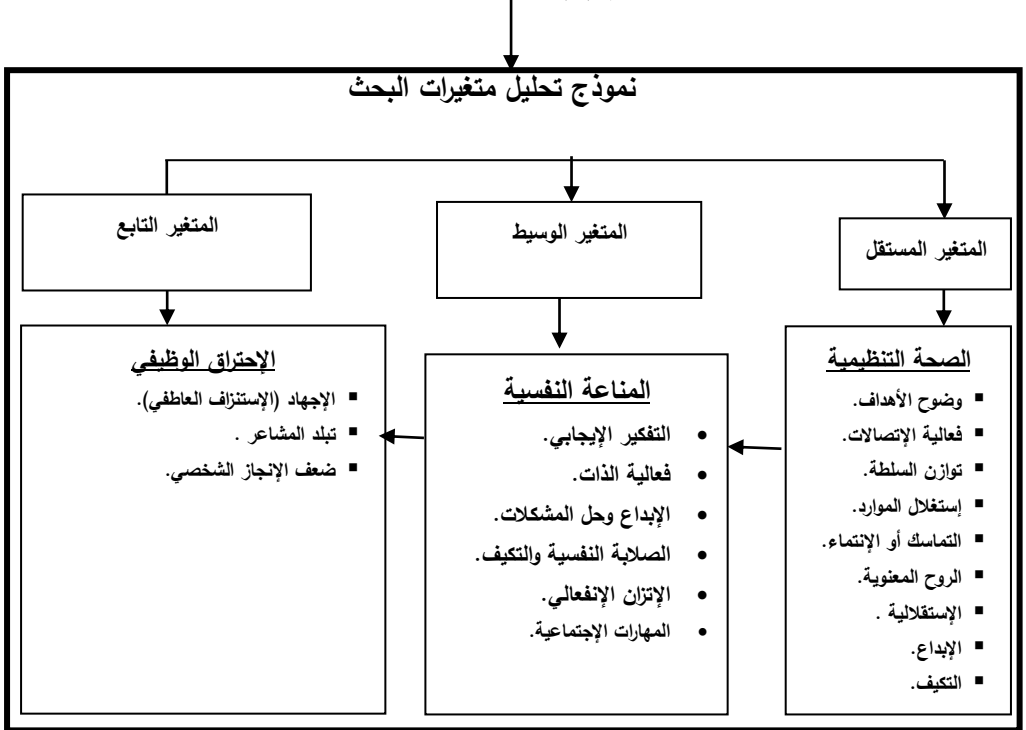 نموذج تحليل متغيرات البحث
المتغير المستقل
المتغير الوسيط
المتغير التابع
الصحة التنظيمية
▪ وضوح الأهداف.
▪ فعالية الإتصالات.
▪ توازن السلطة.
▪ إستغلال الموارد.
▪ التماسك أو الإنتماء.
▪ الروح المعنوية.
▪ الإستقلالية .
▪ الإبداع.
▪ التكيف.
المناعة النفسية
• التفكير الإيجابي.
• فعالية الذات.
• الإبداع وحل المشكلات.
• الصلابة النفسية والتكيف.
• الإتزان الإنفعالي.
• المهارات الإجتماعية.
الإحتراق الوظيفي
▪ الإجهاد (الإستنزاف العاطفي).
▪ تبلد المشاعر .
▪ ضعف الإنجاز الشخصي.